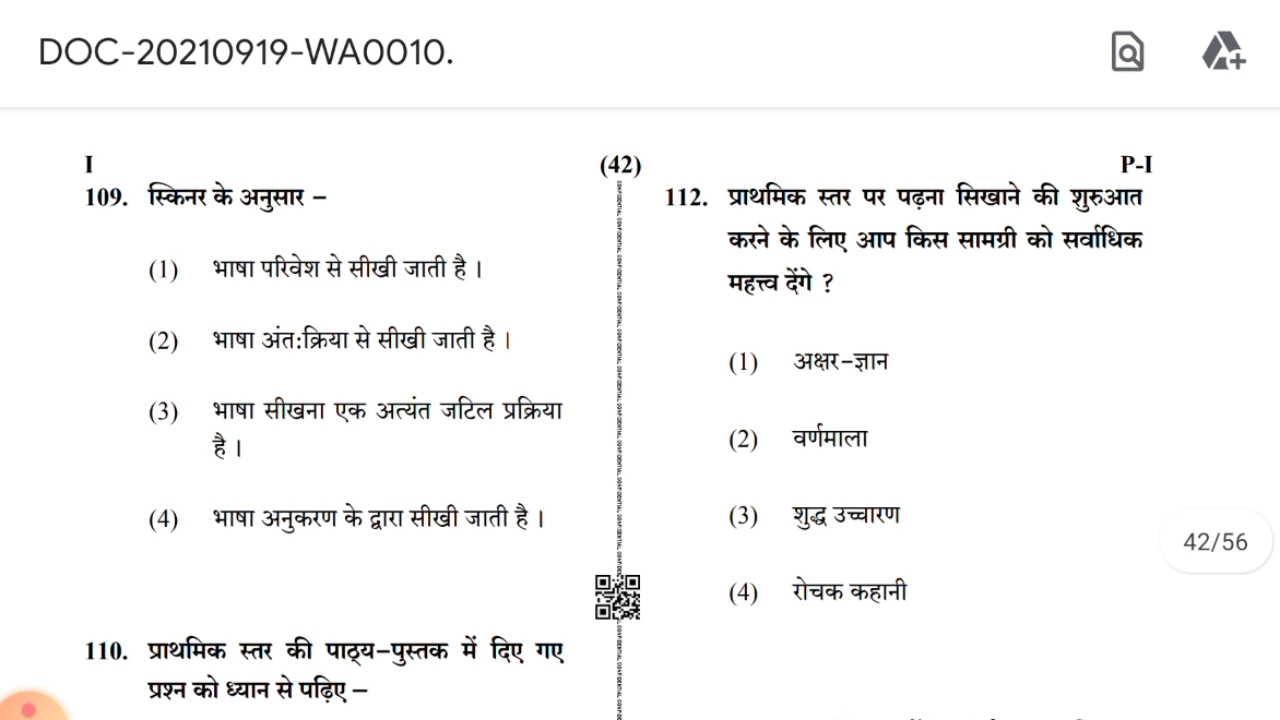 DOC-20210919-WA0010.
I
(42)
P-I
109. स्किनर के अनुसार –
(1) भाषा परिवेश से सीखी जाती है ।
(2) भाषा अंत:क्रिया से सीखी जाती है ।
(3) भाषा सीखना एक अत्यंत जटिल प्रक्रिया
है ।
(4) भाषा अनुकरण के द्वारा सीखी जाती है ।
110. प्राथमिक स्तर की पाठ्य-पुस्तक में दिए गए
प्रश्न को ध्यान से पढ़िए –
112. प्राथमिक स्तर पर पढ़ना सिखाने की शुरुआत
करने के लिए आप किस सामग्री को सर्वाधिक
महत्त्व देंगे ?
(1) अक्षर-ज्ञान
(2) वर्णमाला
(3) शुद्ध उच्चारण
(4) रोचक कहानी
42/56